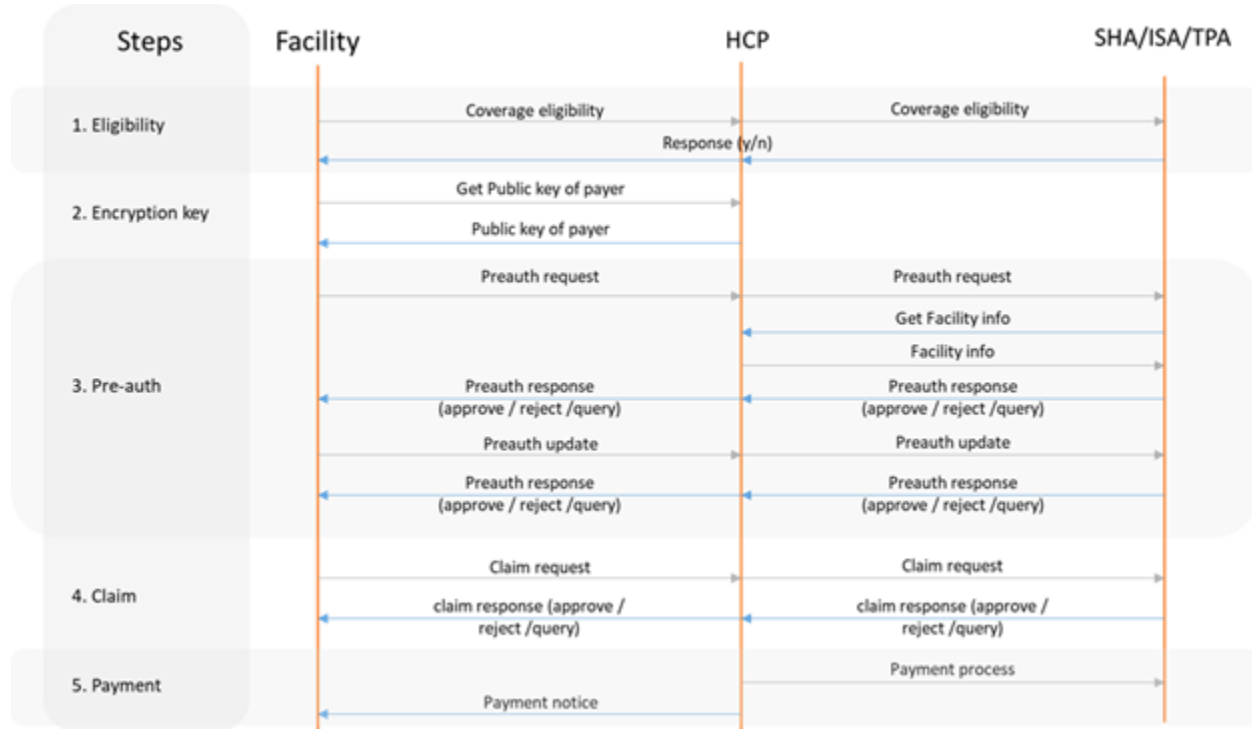 Steps
Facility
HCP
SHA/ISA/TPA
1. Eligibility
Coverage eligibility
Coverage eligibility
Response (y/n)
2. Encryption key
Get Public key of payer
Public key of payer
3. Pre-auth
Preauth request
Preauth request
Get Facility info
Facility info
Preauth response
(approve / reject /query)
Preauth response
(approve / reject /query)
Preauth update
Preauth update
Preauth response
(approve / reject /query)
Preauth response
(approve / reject /query)
4. Claim
Claim request
Claim request
claim response (approve /
reject /query)
claim response (approve /
reject /query)
5. Payment
Payment process
Payment notice